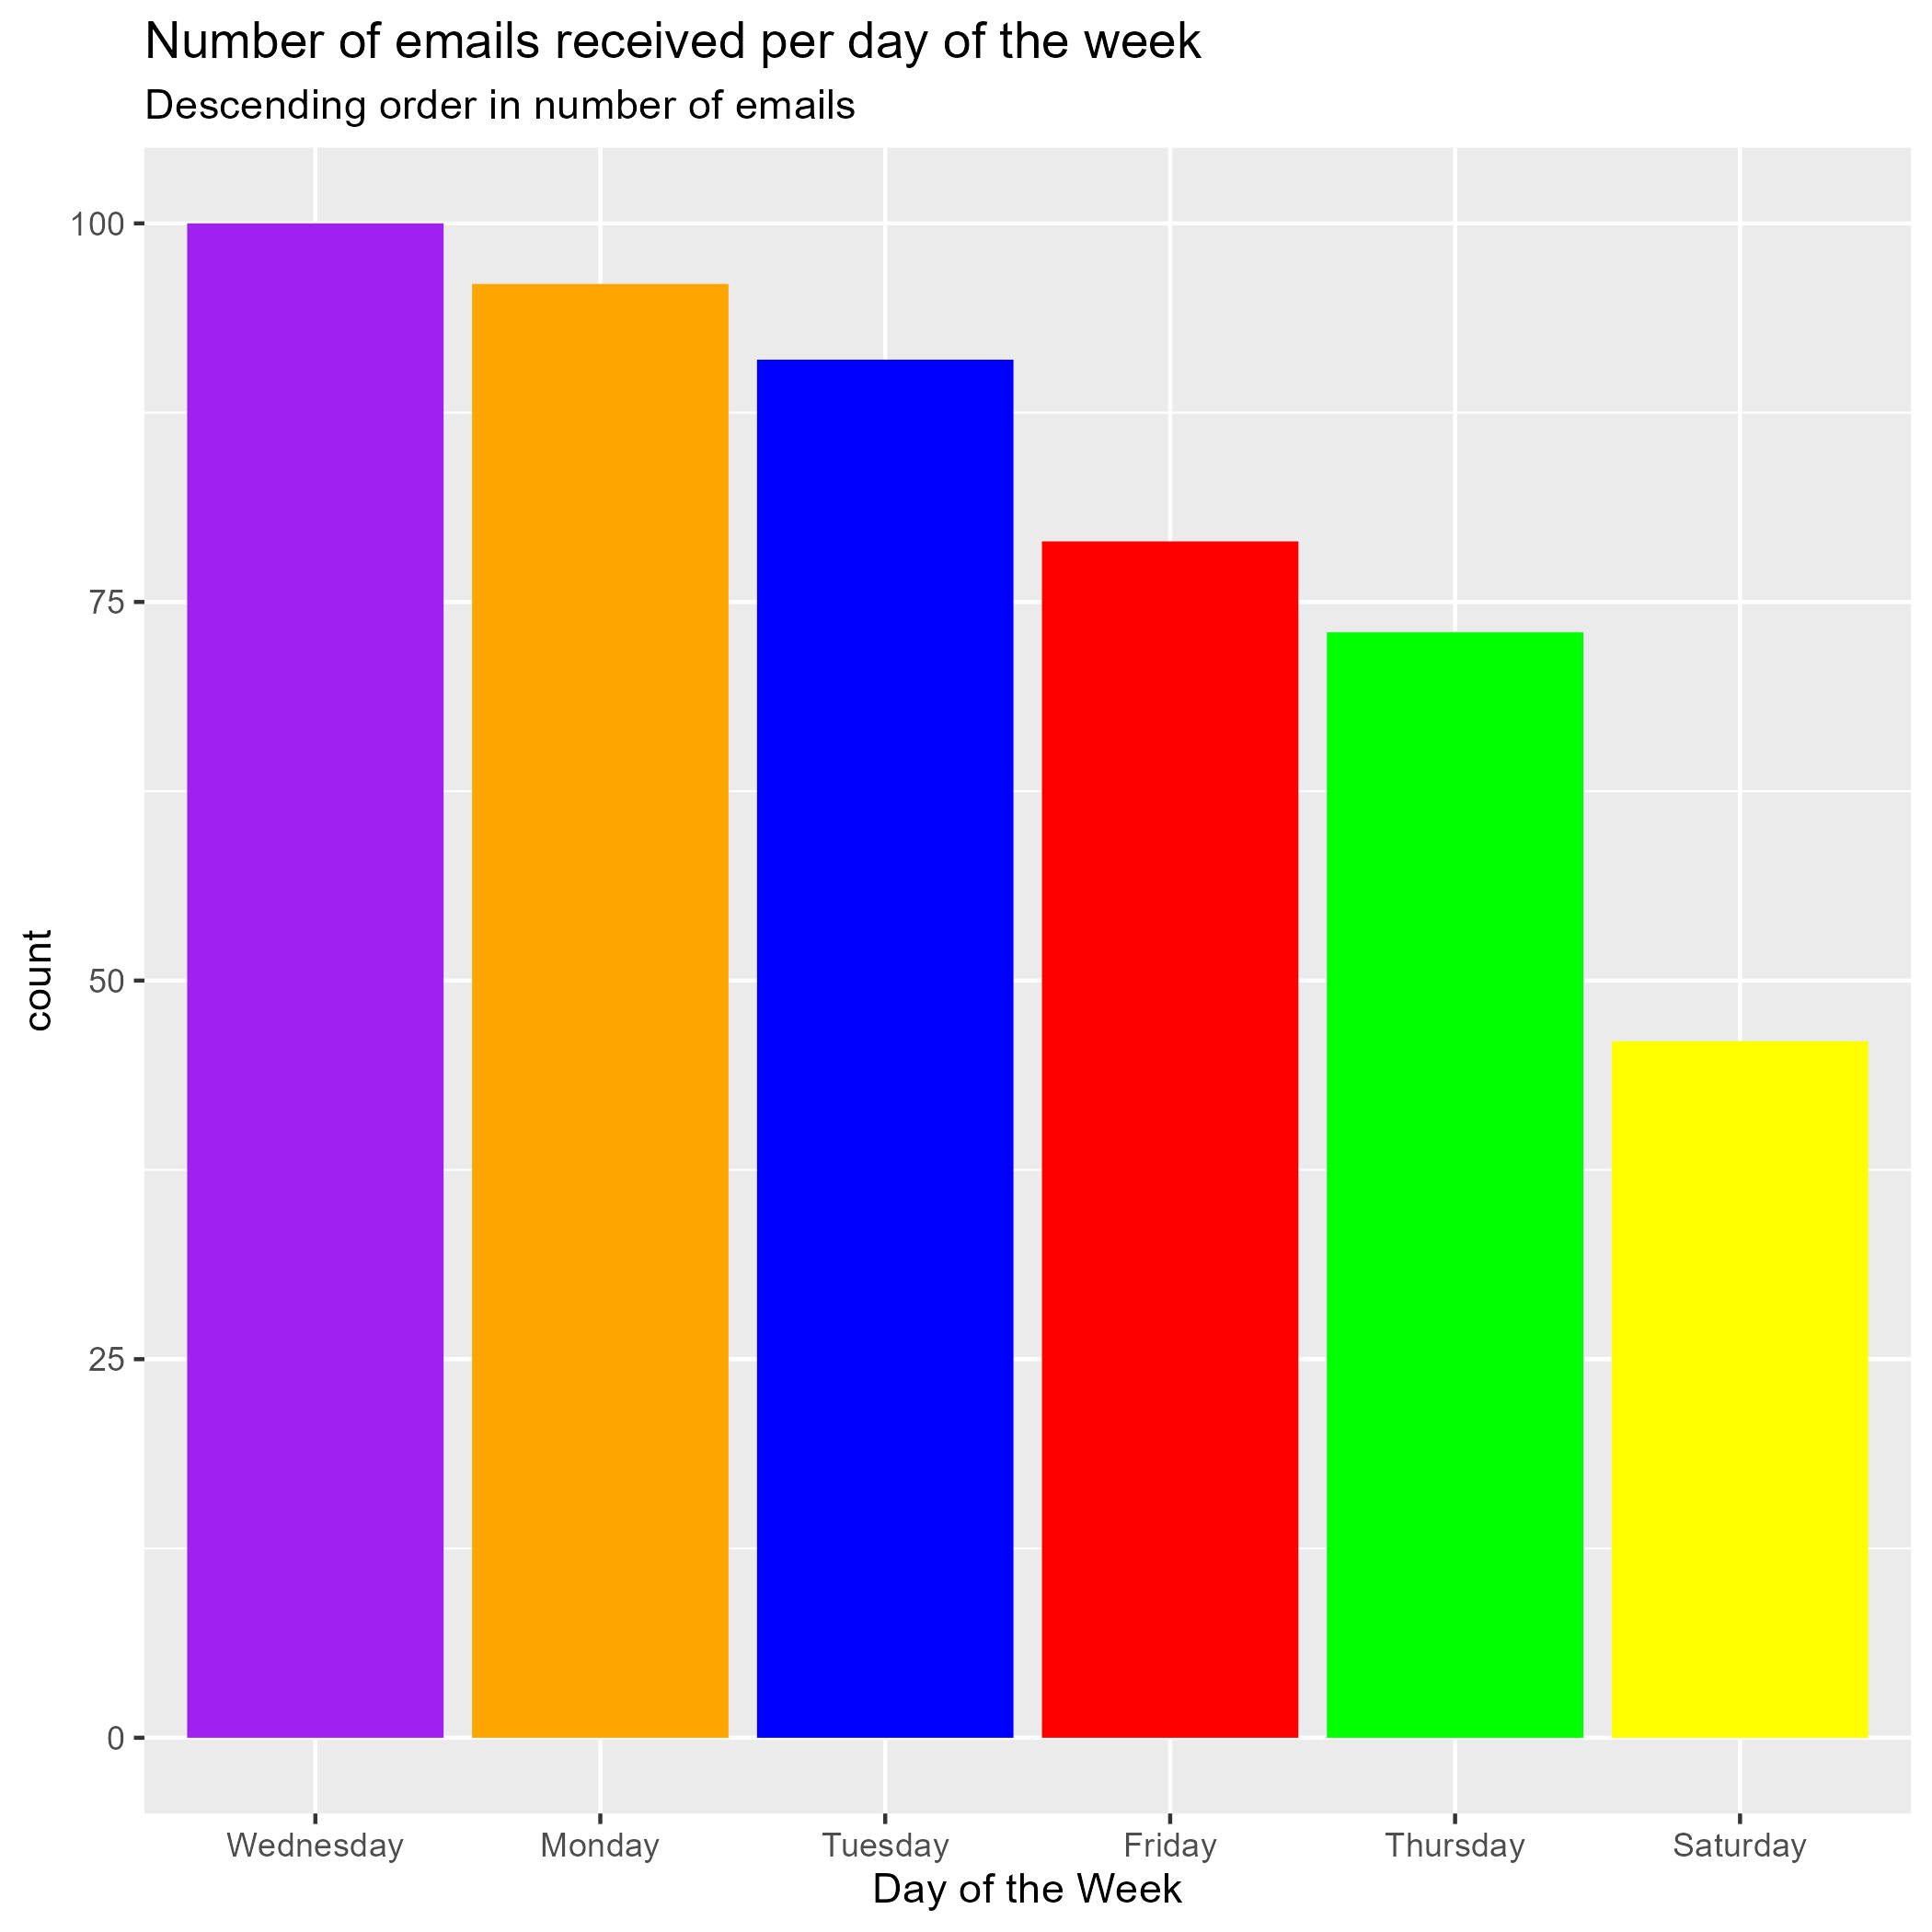 Number of emails received per day of the week
Descending order in number of emails
100
75
50
25
0
count
Wednesday Monday Tuesday Friday Thursday Saturday
Day of the Week